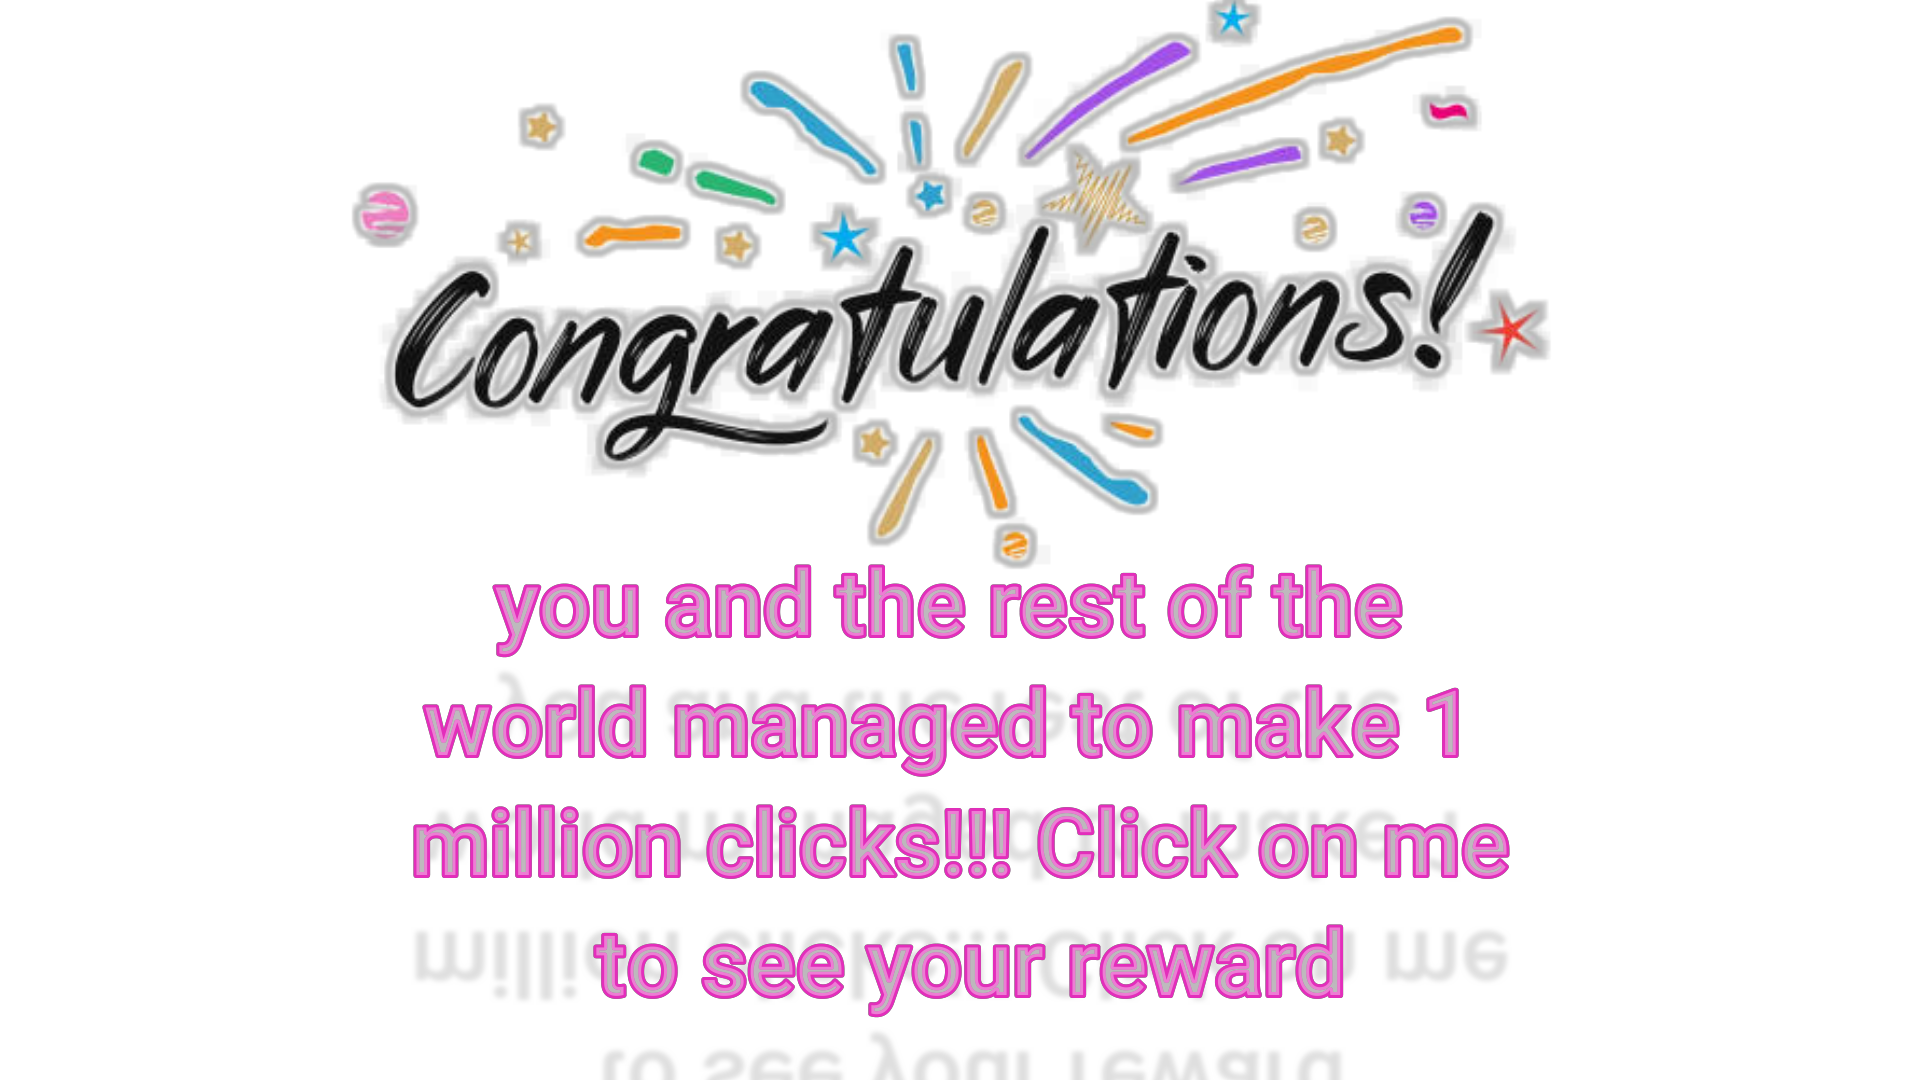 Congratulations!
you and the rest of the
world managed to make 1
million clicks!!! Click on me
to see your reward